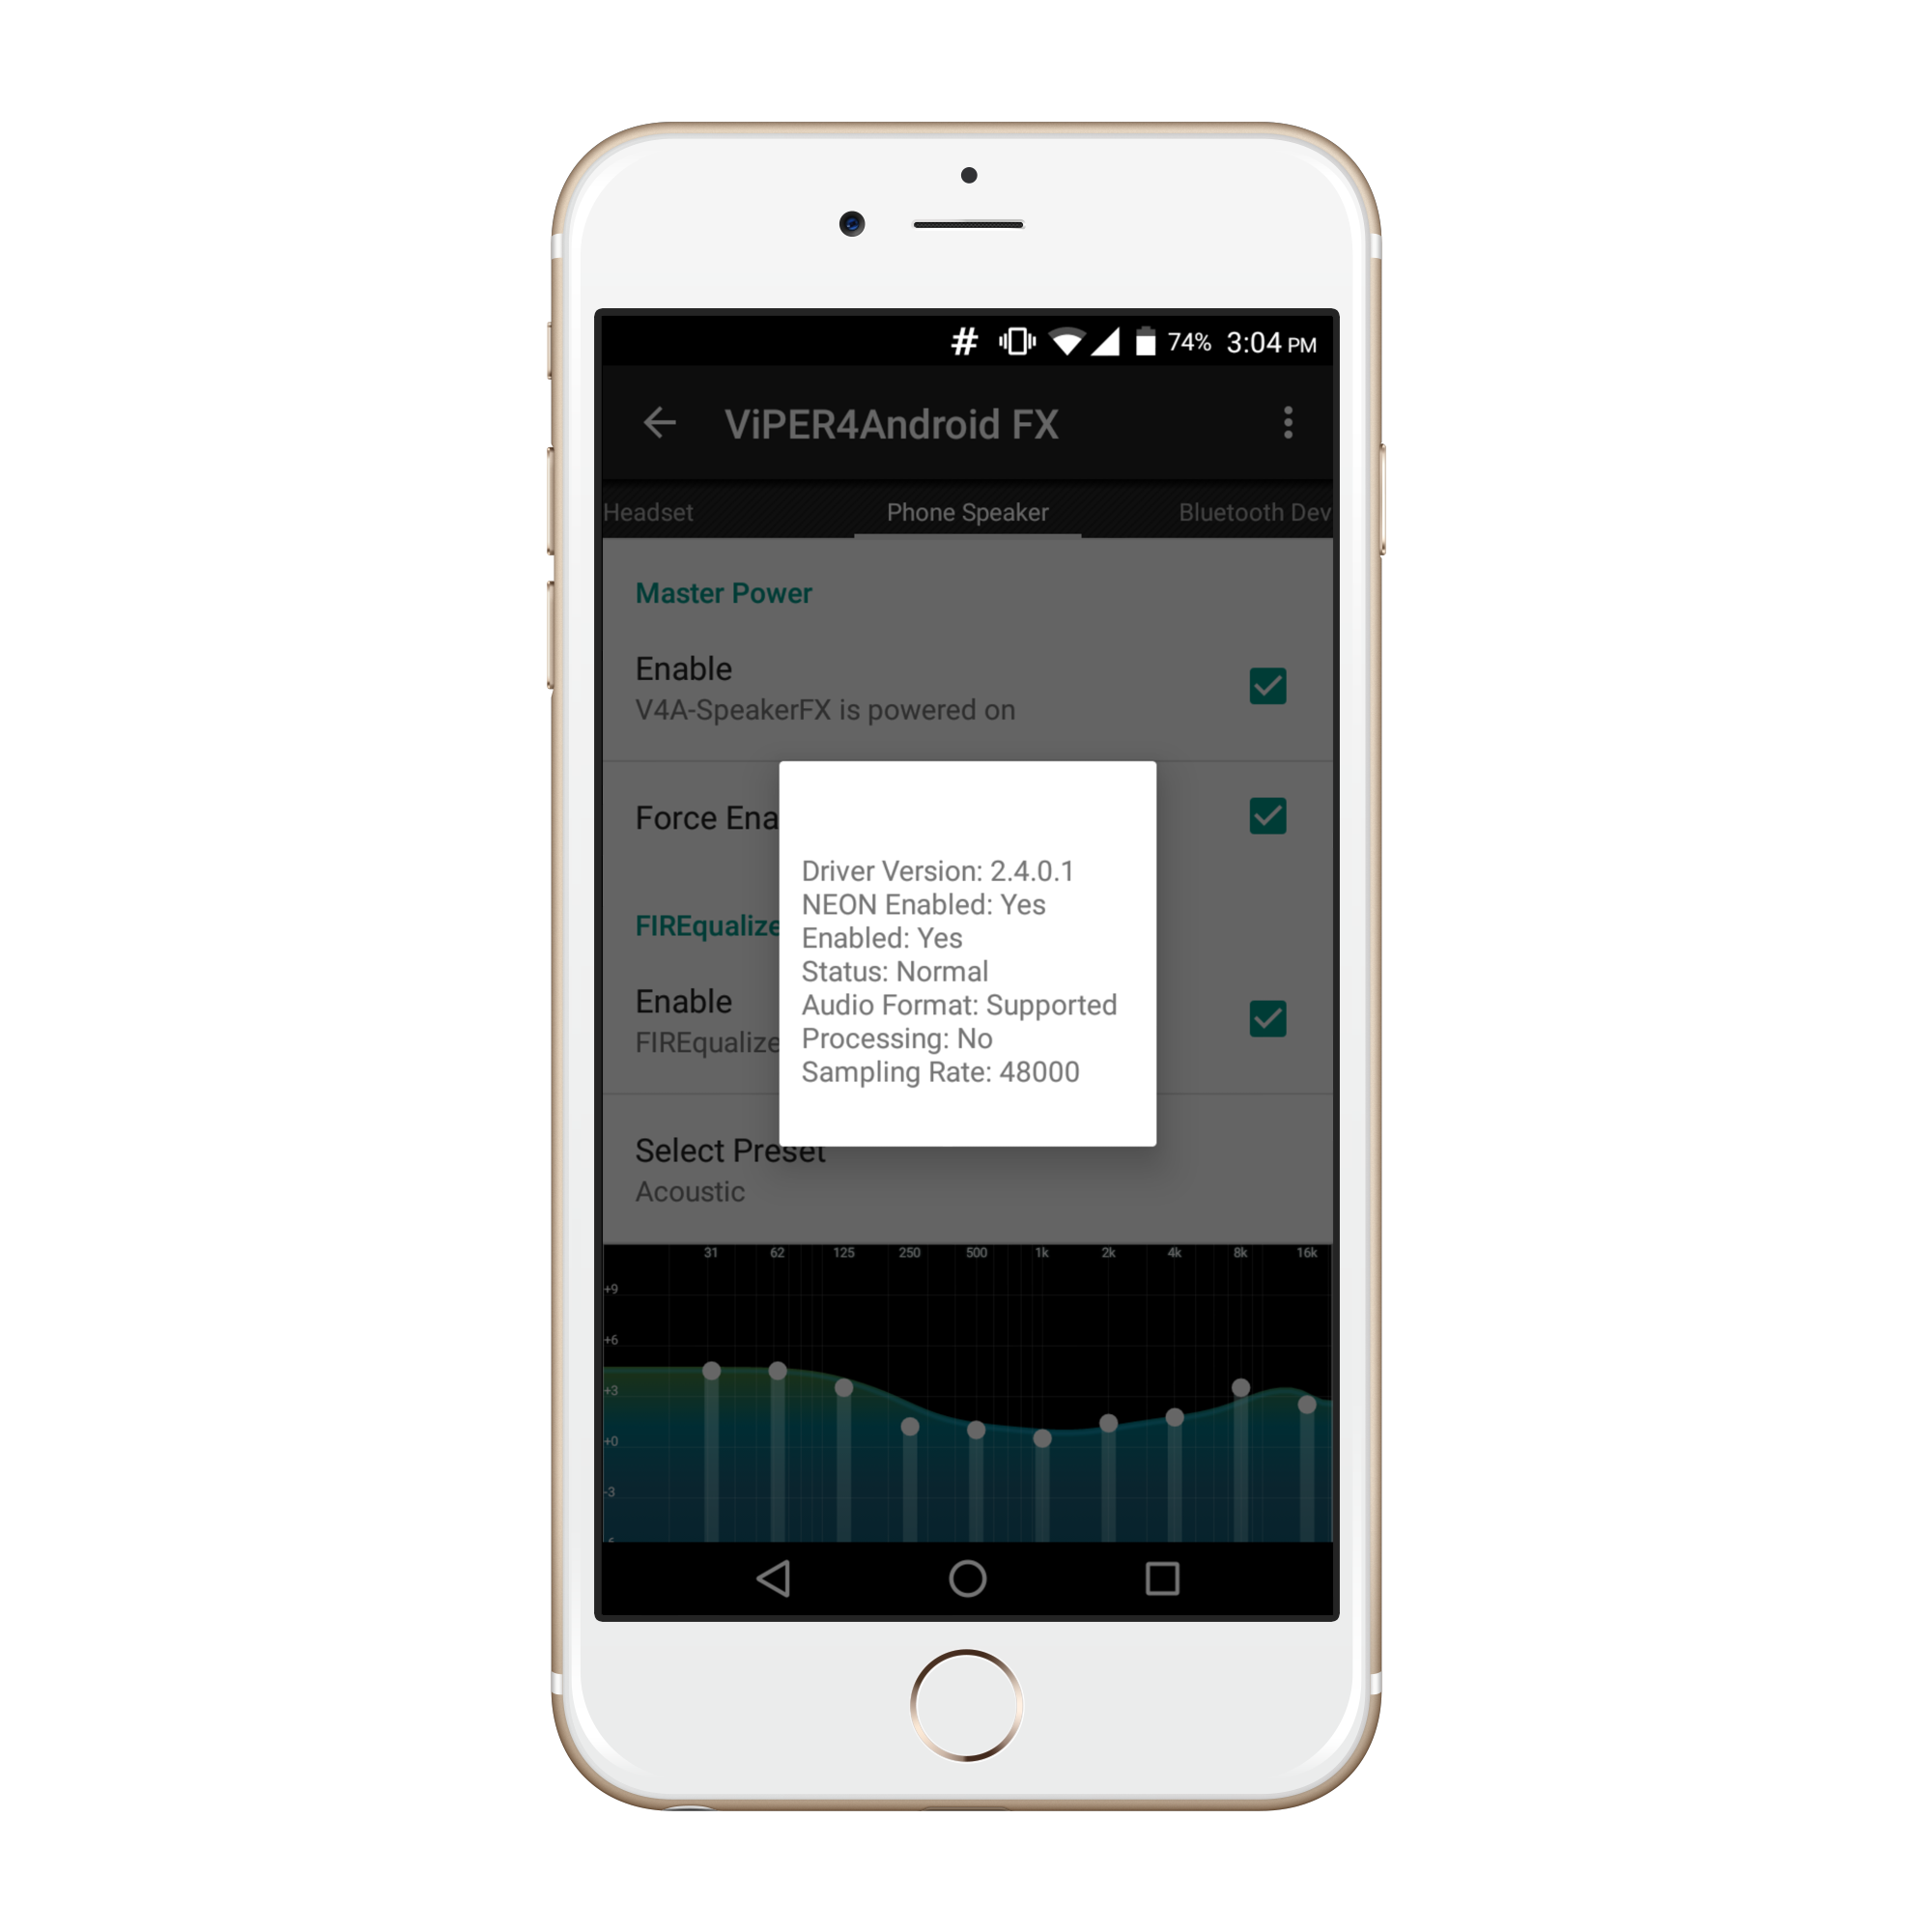 # 74% 3:04 PM
ViPER4Android FX
Headset Phone Speaker Bluetooth Dev
Master Power
Enable
V4A-SpeakerFX is powered on
Force Ena
Driver Version: 2.4.0.1
NEON Enabled: Yes
Enabled: Yes
Status: Normal
Audio Format: Supported
Processing: No
Sampling Rate: 48000
FIREqualize
Enable
FIREqualize
Select Preset
Acoustic
31 62 125 250 500 1k 2k 4k 8k 16k
+9
+6
+3
+0
-3